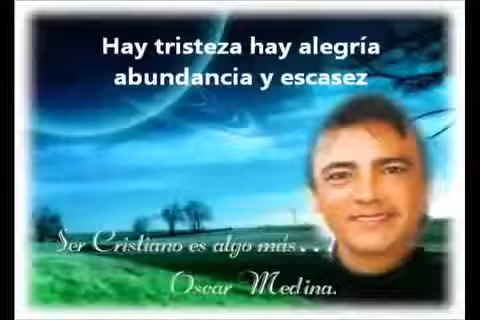 Hay tristeza hay alegría
abundancia y escasez
Ser Cristiano es algo más...
Oscar Medina.